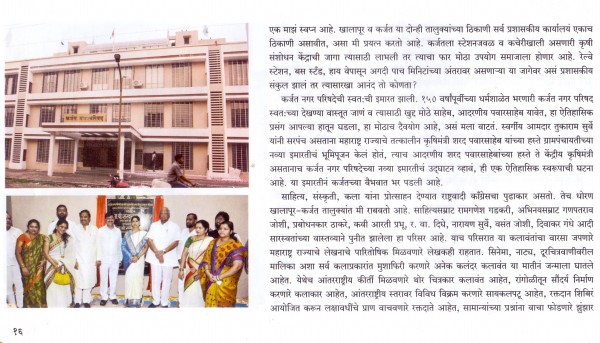 एक माझं स्वप्न आहे. खालापूर व कर्जत या दोन्ही तालुक्यांच्या ठिकाणी सर्व प्रशासकीय कार्यालयं एकाच
ठिकाणी असावीत, असा मी प्रयत्न करतो आहे. कर्जतला स्टेशनजवळ व कचेरीखाली असणारी कृषी
संशोधन केंद्राची जागा त्यासाठी लाभली तर त्याचा फार मोठा उपयोग समाजाला होणार आहे. रेल्वे
स्टेशन, बस स्टँड, हाय वेपासून अगदी पाच मिनिटांच्या अंतरावर असणाऱ्या या जागेवर असं प्रशासकीय
संकुल झालं तर त्यासारखा आनंद तो कोणता?
कर्जत नगर परिषदेची स्वतःची इमारत झाली. १५० वर्षांपूर्वीच्या धर्मशाळेत भरणारी कर्जत नगर परिषद
स्वतःच्या देखण्या वास्तूत जाणं व त्यासाठी खुद्द मोठे साहेब, आदरणीय पवारसाहेब यावेत, हा ऐतिहासिक
प्रसंग आपल्या हातून घडला, हा मोठाच दैवयोग आहे, असं मला वाटतं. स्वर्गीय आमदार तुकाराम सुर्वे
यांनी सरपंच असताना महाराष्ट्र राज्याचे तत्कालीन कृषिमंत्री शरद पवारसाहेब यांच्या हस्ते ग्रामपंचायतीच्या
नव्या इमारतीचं भूमिपूजन केलं होतं, त्याच आदरणीय शरद पवारसाहेबांच्या हस्ते ते केंद्रीय कृषिमंत्री
असतानाच कर्जत नगर परिषदेच्या नव्या इमारतीचं उद्घाटन व्हावं, ही एक ऐतिहासिक स्वरूपाची घटना
आहे. या इमारतीनं कर्जतच्या वैभवात भर पडली आहे.
साहित्य, संस्कृती, कला यांना प्रोत्साहन देण्यात राष्ट्रवादी काँग्रेसचा पुढाकार असतो. तेच धोरण
खालापूर-कर्जत तालुक्यांत मी राबवतो आहे. साहित्यसम्राट रामगणेश गडकरी, अभिनयसम्राट गणपतराव
जोशी, प्रबोधनकार ठाकरे, कवी आरती प्रभू, र. वा. दिघे, नारायण सुर्वे, वसंत जोशी, दिवाकर गंधे आदी
सारस्वतांच्या वास्तव्याने पुनीत झालेला हा परिसर आहे. याच परिसरात या कलावंतांचा वारसा जपणारे
महाराष्ट्र राज्याचे लेखनाचे पारितोषिक मिळवणारे लेखकही राहतात. सिनेमा, नाट्य, दूरचित्रवाणीवरील
मालिका अशा सर्व कलाप्रकारांत मुशाफिरी करणारे अनेक कलंदर कलावंत या मातीनं जन्माला घातले
आहेत. येथेच आंतरराष्ट्रीय कीर्ती मिळवणारे थोर चित्रकार कलावंत आहेत, रांगोळीतून सौंदर्य निर्माण
करणारे कलाकार आहेत, आंतरराष्ट्रीय स्तरावर विविध विक्रम करणारे सायकलपटू आहेत, रक्तदान शिबिरं
आयोजित करून लक्षावधींचे प्राण वाचवणारे रक्तदाते आहेत, सामान्यांच्या प्रश्नांना वाचा फोडणारे झुंझार
१६